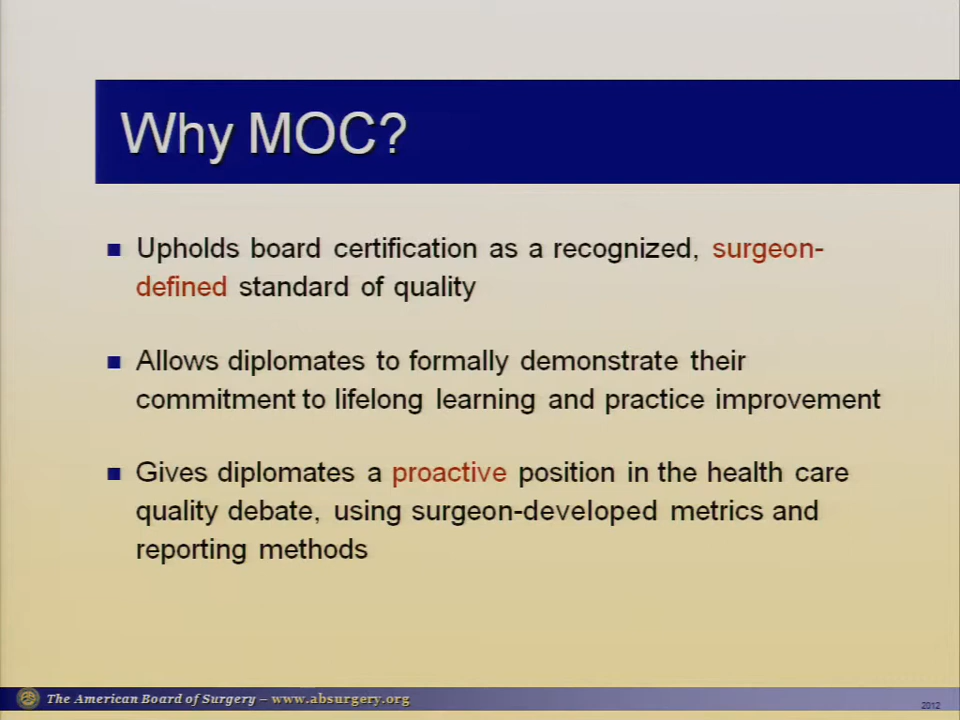 Why MOC?
Upholds board certification as a recognized, surgeon-
defined standard of quality
Allows diplomates to formally demonstrate their
commitment to lifelong learning and practice improvement
Gives diplomates a proactive position in the health care
quality debate, using surgeon-developed metrics and
reporting methods
The American Board of Surgery – www.absurgery.org
2012